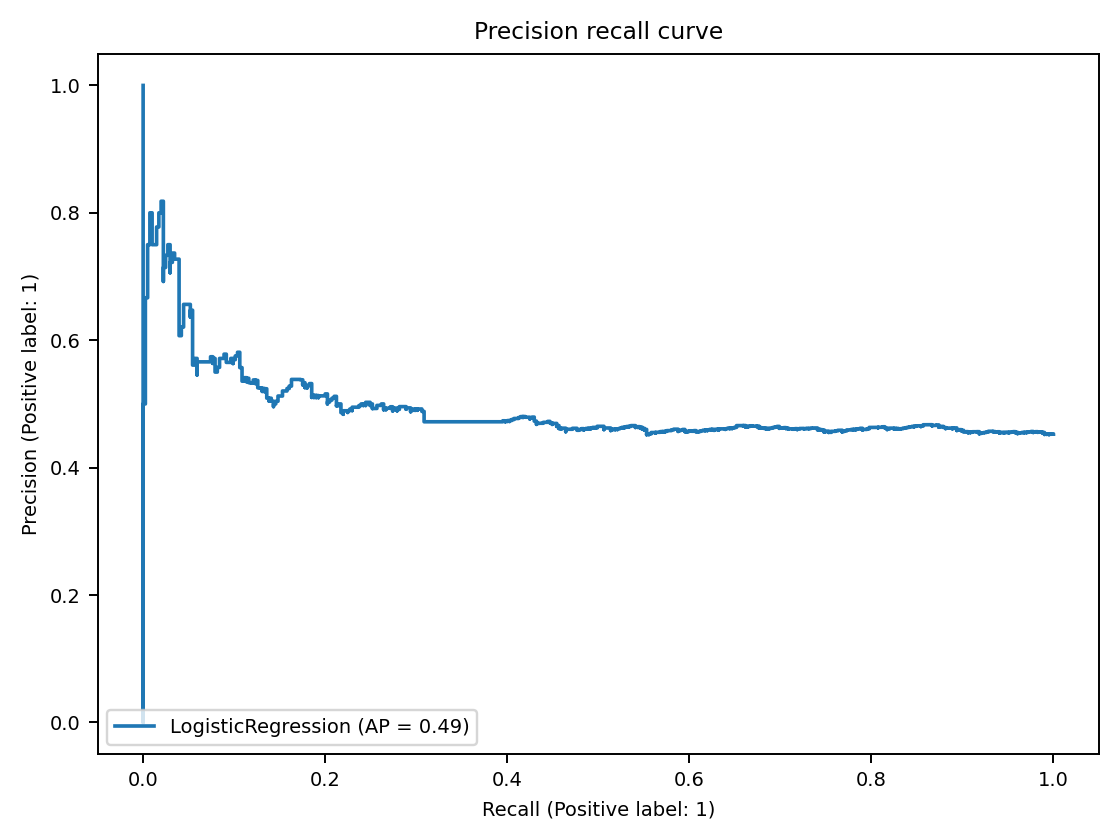 Precision recall curve
1.0
0.8
0.6
0.4
0.2
0.0
Precision (Positive label: 1)
LogisticRegression (AP = 0.49)
0.0 0.2 0.4 0.6 0.8 1.0
Recall (Positive label: 1)